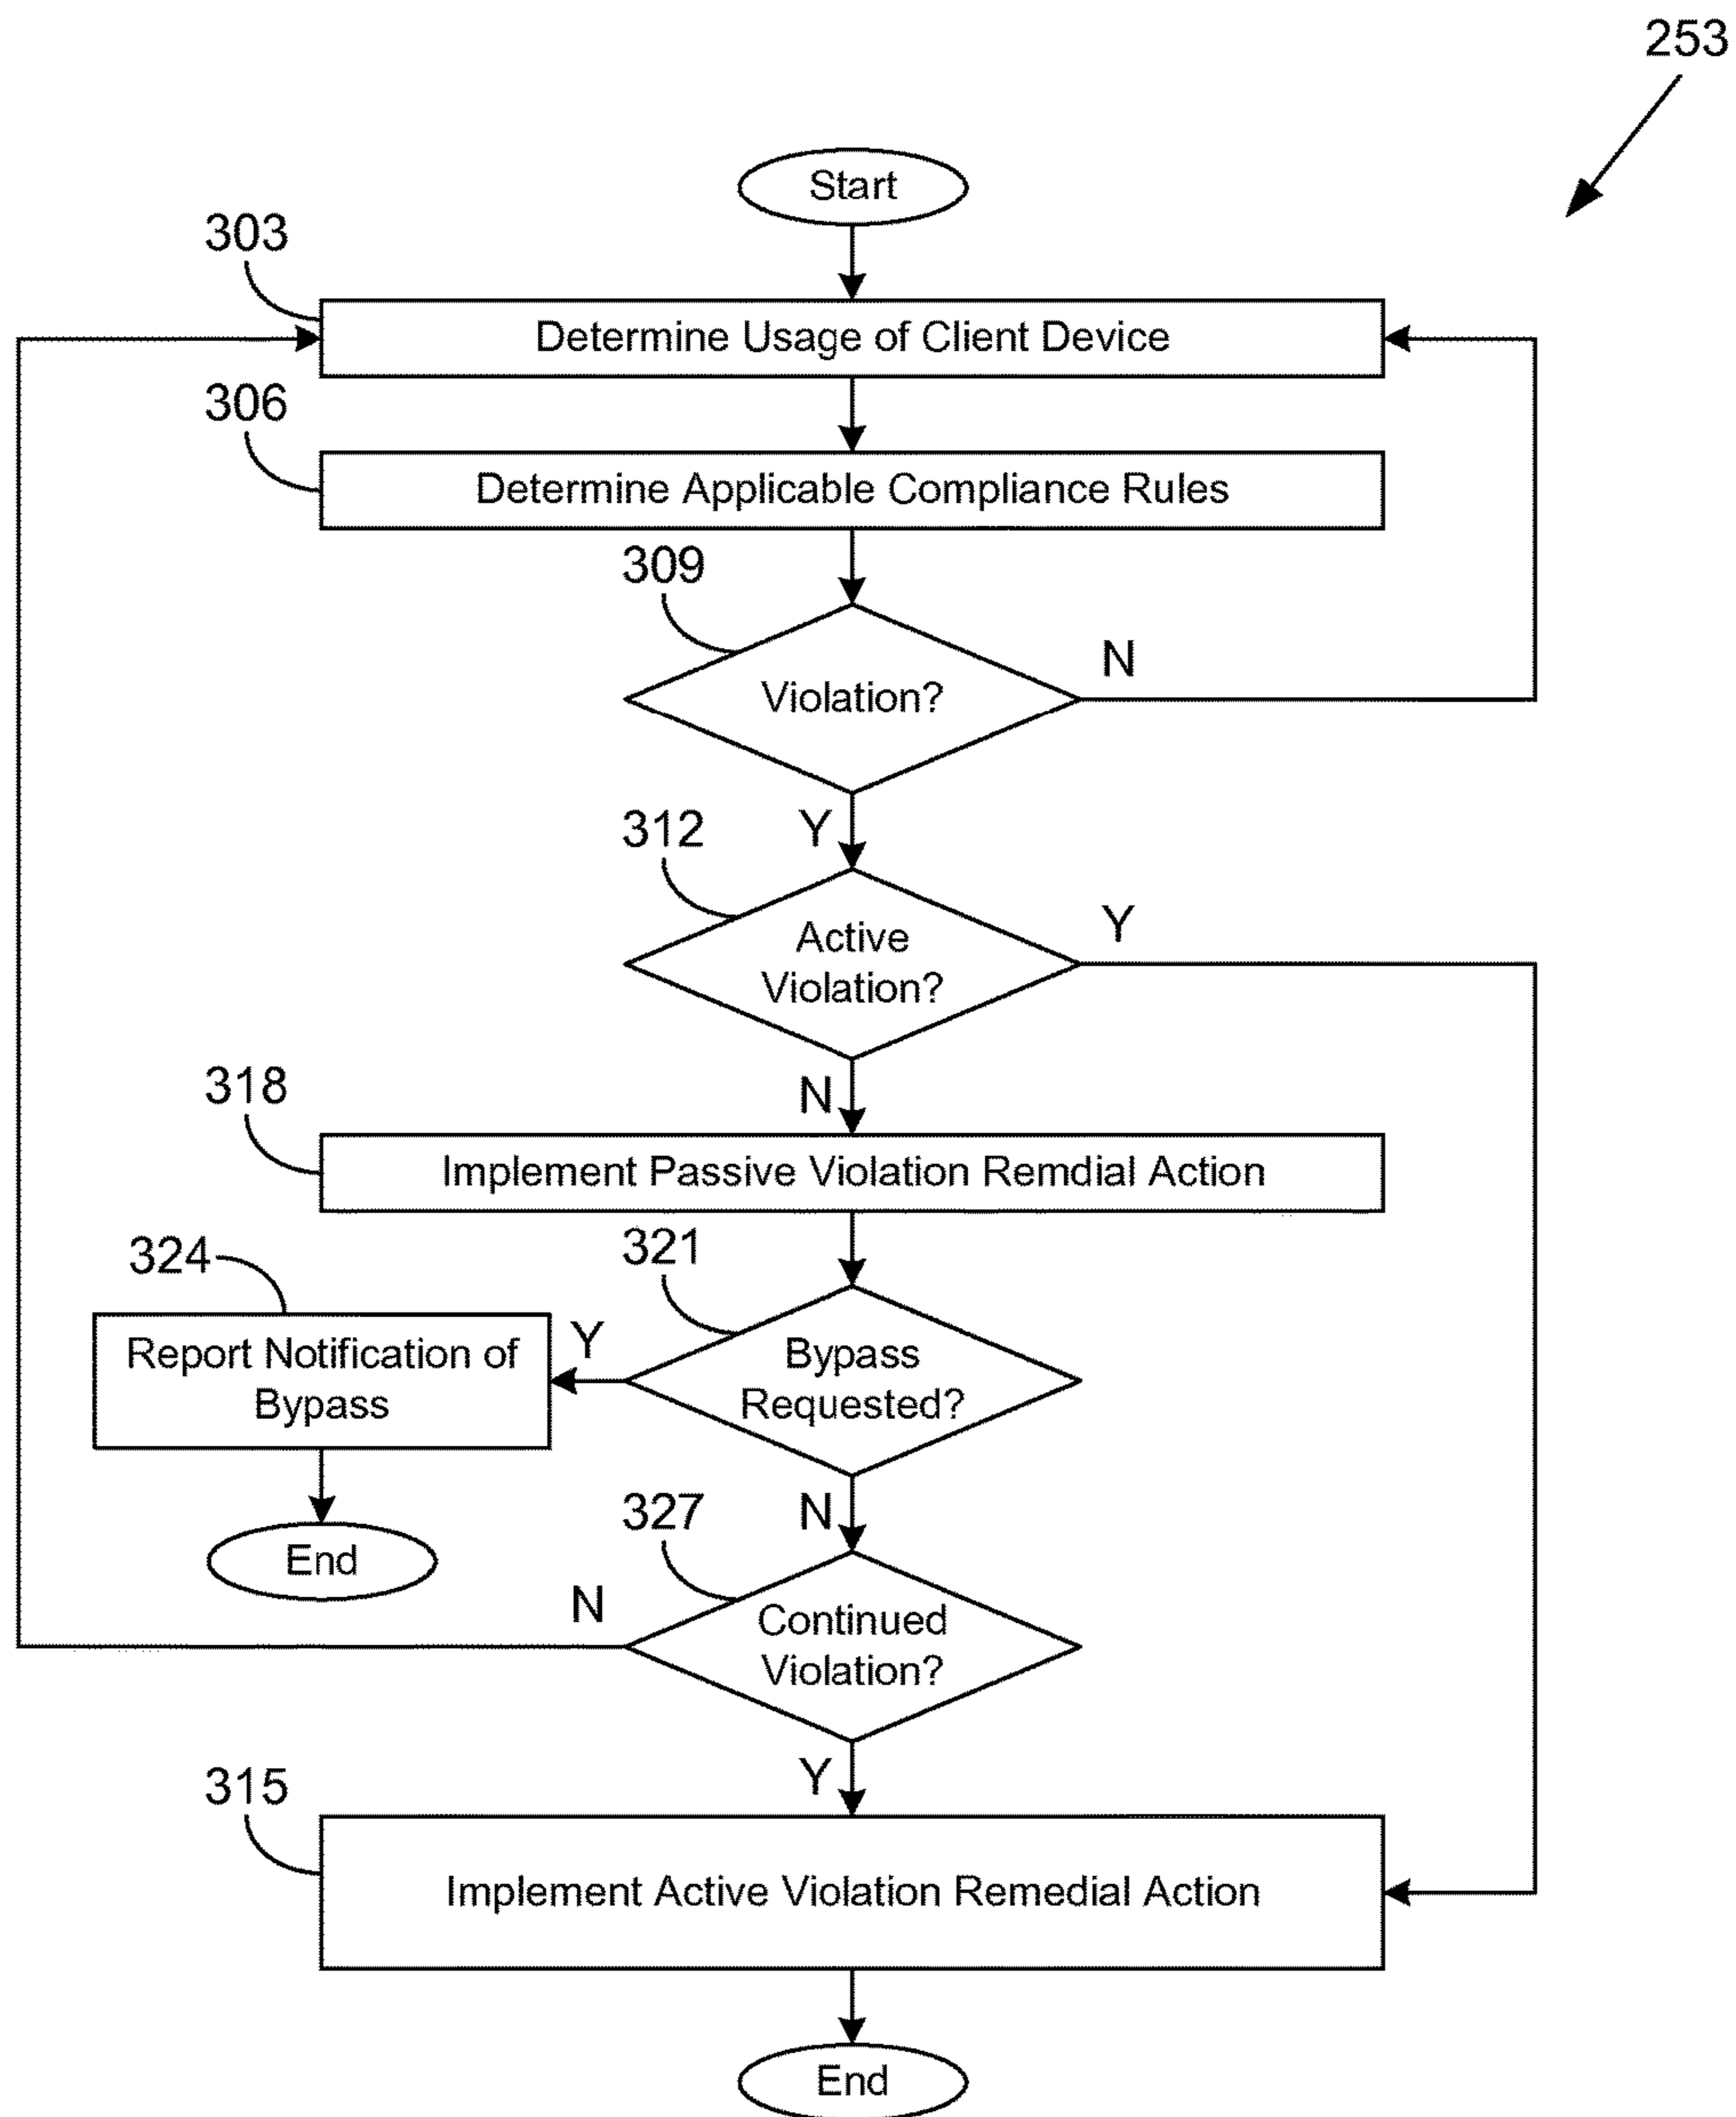 253
Start
303
Determine Usage of Client Device
306
Determine Applicable Compliance Rules
309
Violation?
N
Y
312
Active
Violation?
Y
N
318
Implement Passive Violation Remdial Action
324
321
Report Notification of
Bypass
Y
Bypass
Requested?
End
327
N
N
Continued
Violation?
Y
315
Implement Active Violation Remedial Action
End